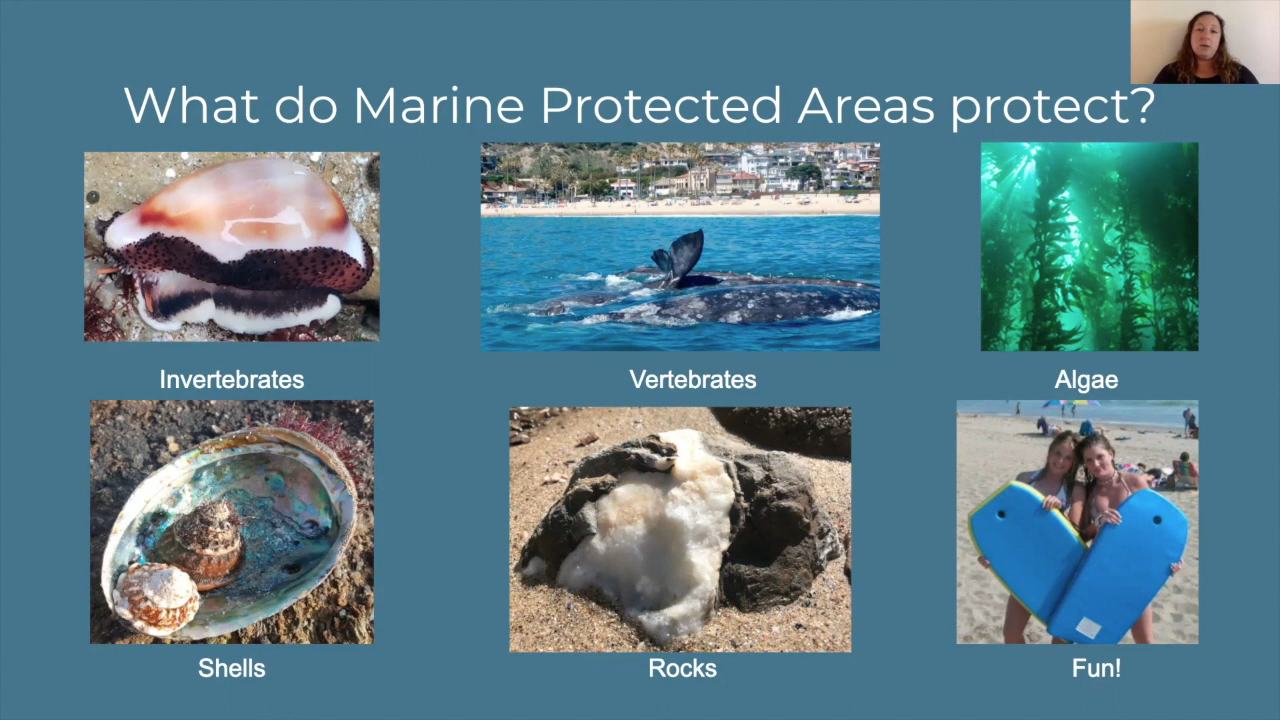 What do Marine Protected Areas protect?
Invertebrates
Vertebrates
Algae
Shells
Rocks
Fun!